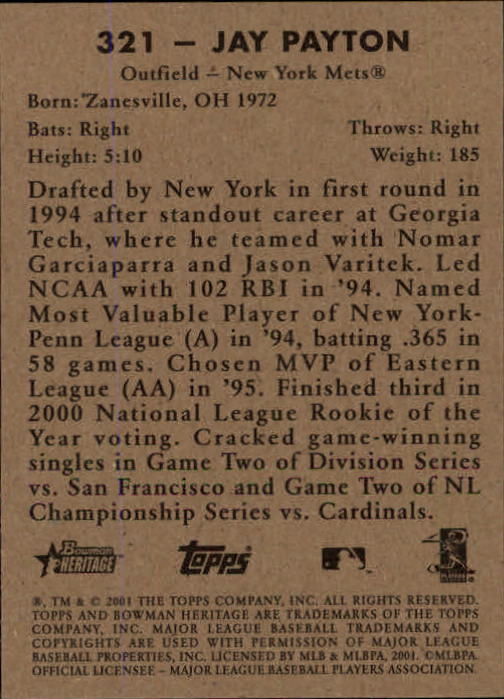 321 – JAY PAYTON
Outfield – New York Mets®
Born: Zanesville, OH 1972
Bats: Right Throws: Right
Height: 5:10 Weight: 185
Drafted by New York in first round in
1994 after standout career at Georgia
Tech, where he teamed with Nomar
Garciaparra and Jason Varitek. Led
NCAA with 102 RBI in '94. Named
Most Valuable Player of New York-
Penn League (A) in '94, batting .365 in
58 games. Chosen MVP of Eastern
League (AA) in '95. Finished third in
2000 National League Rookie of the
Year voting. Cracked game-winning
singles in Game Two of Division Series
vs. San Francisco and Game Two of NL
Championship Series vs. Cardinals.
Bowman HERITAGE topps
®, TM & © 2001 THE TOPPS COMPANY, INC. ALL RIGHTS RESERVED.
TOPPS AND BOWMAN HERITAGE ARE TRADEMARKS OF THE TOPPS
COMPANY, INC. MAJOR LEAGUE BASEBALL TRADEMARKS AND
COPYRIGHTS ARE USED WITH PERMISSION OF MAJOR LEAGUE
BASEBALL PROPERTIES, INC. LICENSED BY MLB & MLBPA, 2001. ©MLBPA.
OFFICIAL LICENSEE – MAJOR LEAGUE BASEBALL PLAYERS ASSOCIATION.